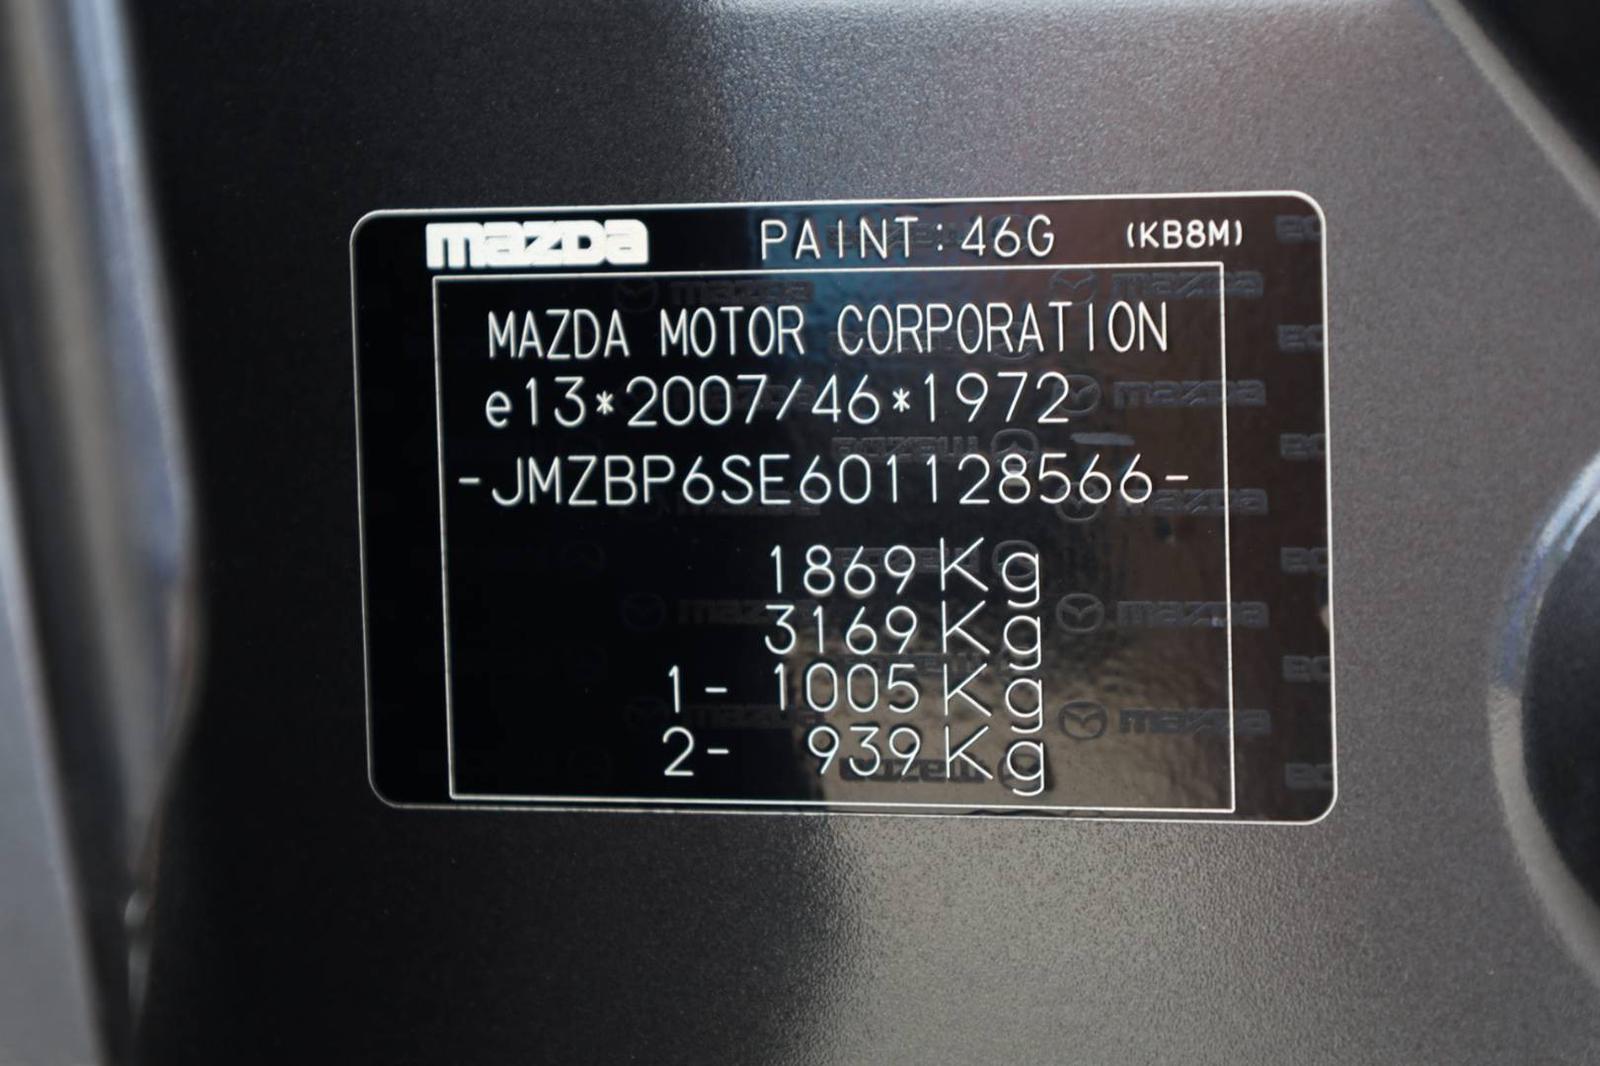 mazda PAINT:46G (KB8M)
MAZDA MOTOR CORPORATION
e13*2007/46*1972
-JMZBP6SE601128566-
1869Kg
3169Kg
1- 1005Kg
2- 939Kg